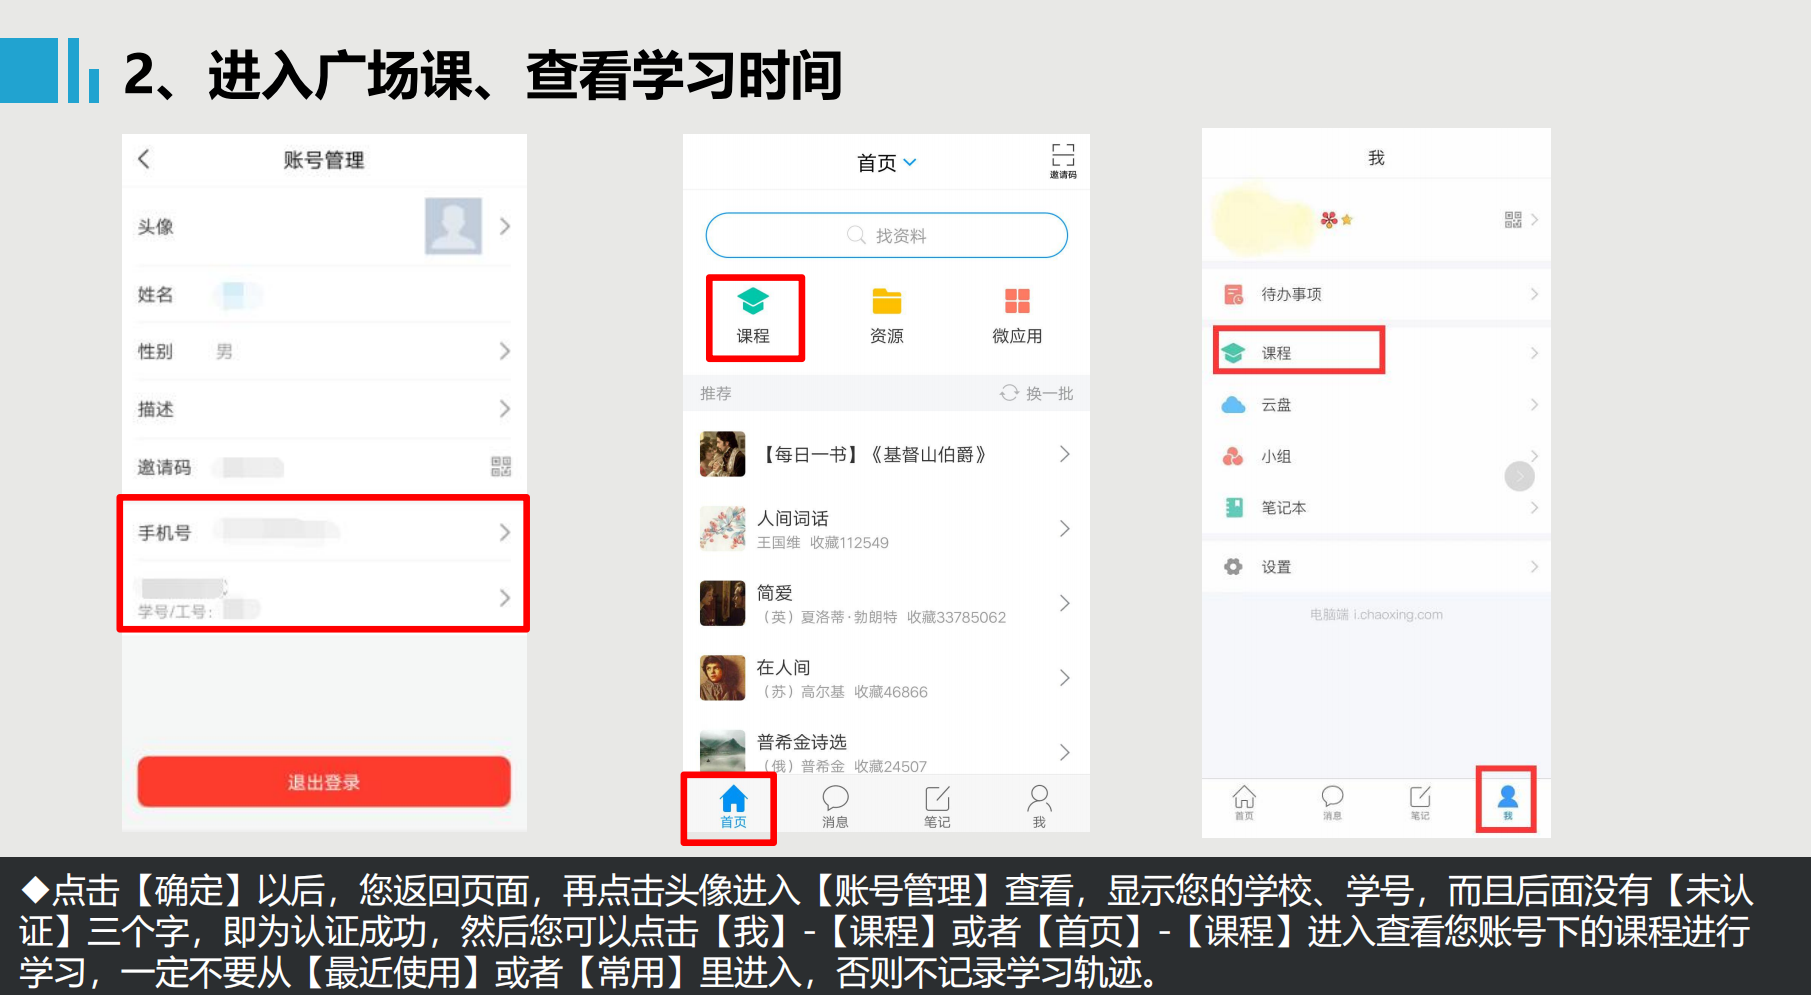 2、进入广场课、查看学习时间
账号管理
头像
姓名
性别 男
描述
邀请码
手机号
学号/工号:
退出登录
首页
邀请码
找资料
课程 资源 微应用
推荐 换一批
【每日一书】《基督山伯爵》
人间词话
王国维 收藏112549
简爱
（英）夏洛蒂·勃朗特 收藏33785062
在人间
（苏）高尔基 收藏46866
普希金诗选
（俄）普希金 收藏24507
首页 消息 笔记 我
我
待办事项
课程
云盘
小组
笔记本
设置
电脑端 i.chaoxing.com
首页 消息 笔记 我
◆点击【确定】以后，您返回页面，再点击头像进入【账号管理】查看，显示您的学校、学号，而且后面没有【未认
证】三个字，即为认证成功，然后您可以点击【我】-【课程】或者【首页】-【课程】进入查看您账号下的课程进行
学习，一定不要从【最近使用】或者【常用】里进入，否则不记录学习轨迹。